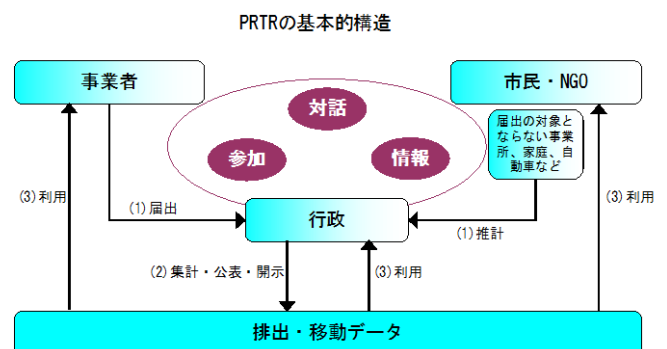 PRTRの基本的構造
事業者
市民・NGO
対話
参加
情報
届出の対象と
ならない事業
所、家庭、自
動車など
(3)利用
(1)届出
(1)推計
(3)利用
行政
(2)集計・公表・開示
(3)利用
排出・移動データ